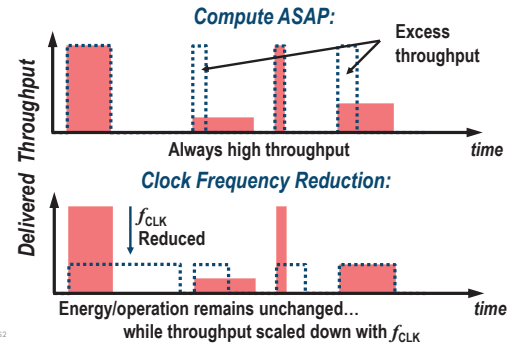 Compute ASAP:
Excess
throughput
Delivered Throughput
Always high throughput
time
Clock Frequency Reduction:
fCLK
Reduced
time
Energy/operation remains unchanged…
while throughput scaled down with fCLK